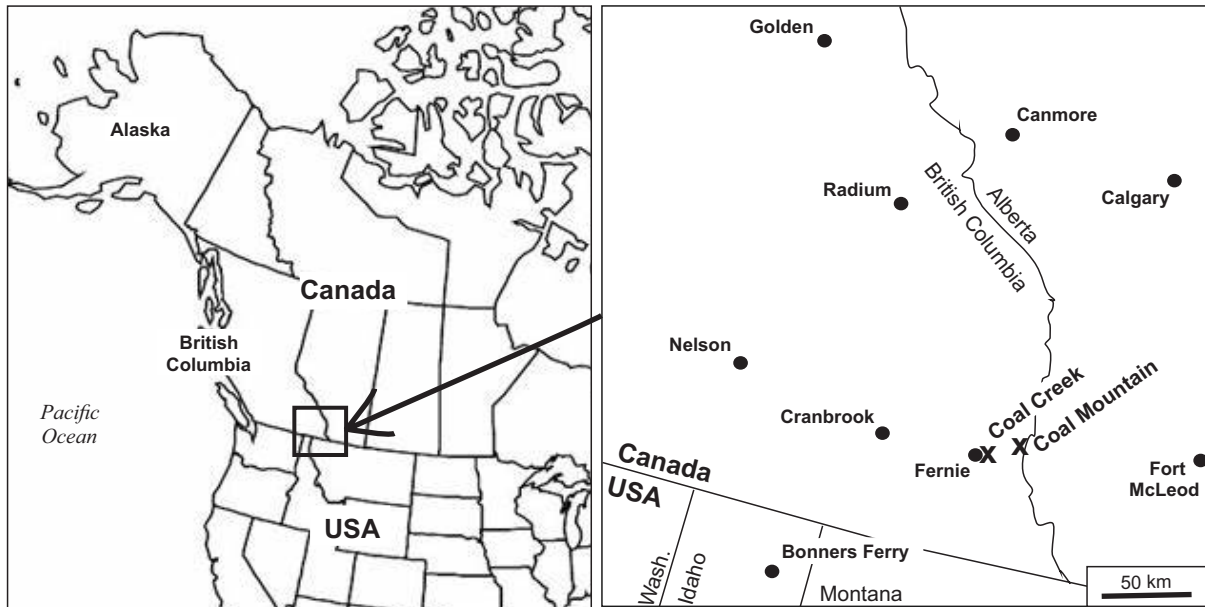 Alaska
Canada
British
Columbia
Pacific
Ocean
USA
Golden
Canmore
Calgary
Radium
Alberta
British Columbia
Nelson
Coal Creek
Coal Mountain
Cranbrook
Fernie
Fort
McLeod
Canada
USA
Bonners Ferry
Wash.
Idaho
Montana
50 km